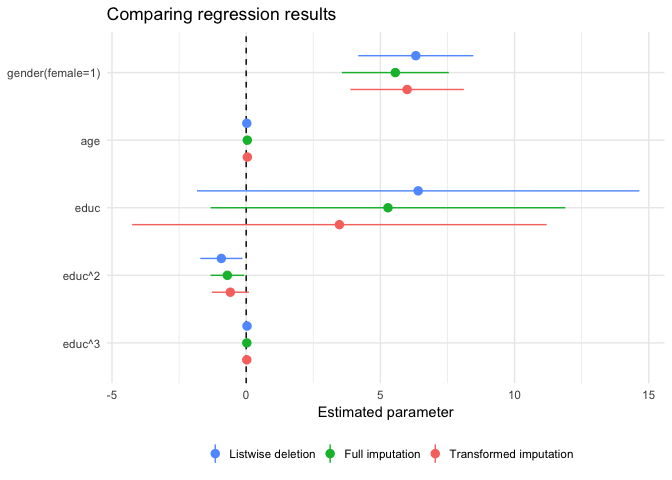 Comparing regression results
gender(female=1)
age
educ
educ^2
educ^3
-5 0 5 10 15
Estimated parameter
Listwise deletion Full imputation Transformed imputation